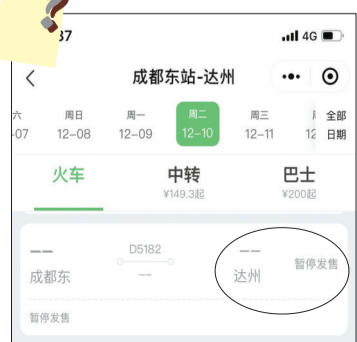 37
4G
成都东站-达州
六 周日 周一 周二 周三 全部
-07 12-08 12-09 12-10 12-11 12 日期
火车 中转 巴士
¥149.3起 ¥200起
-- D5182 --
成都东 -- 达州 暂停发售
暂停发售